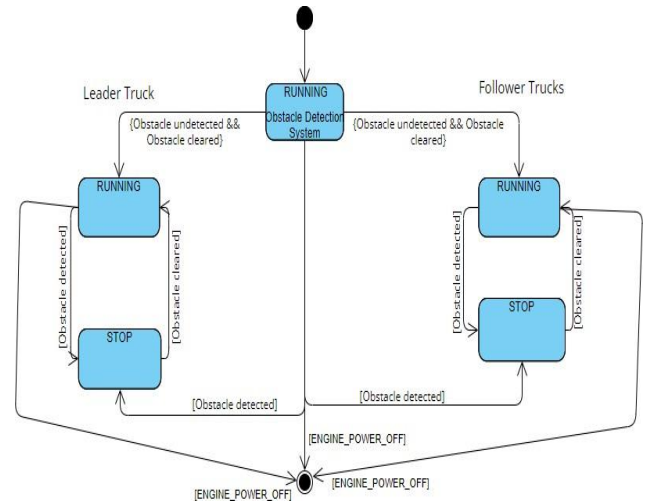 Leader Truck
Follower Trucks
RUNNING
Obstacle Detection
System
{Obstacle undetected &&
Obstacle cleared}
{Obstacle undetected && Obstacle
cleared}
RUNNING
RUNNING
[Obstacle detected]
[Obstacle cleared]
[Obstacle detected]
[Obstacle cleared]
STOP
STOP
[Obstacle detected]
[Obstacle detected]
[ENGINE_POWER_OFF]
[ENGINE_POWER_OFF]
[ENGINE_POWER_OFF]